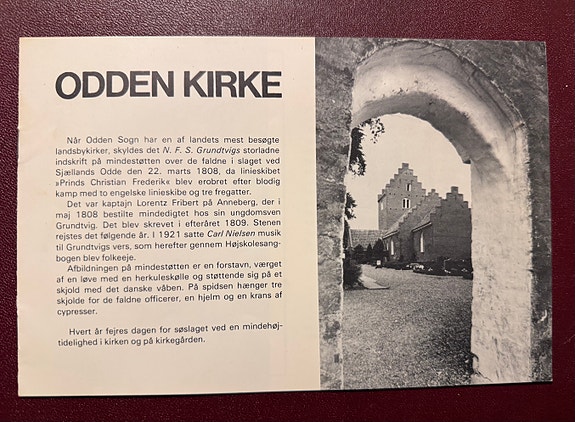 ODDEN KIRKE
Når Odden Sogn har en af landets mest besøgte
landsbykirker, skyldes det N. F. S. Grundtvigs storladne
indskrift på mindestøtten over de faldne i slaget ved
Sjællands Odde den 22. marts 1808, da linieskibet
»Prinds Christian Frederik« blev erobret efter blodig
kamp med to engelske linieskibe og tre fregatter.
Det var kaptajn Lorentz Fribert på Anneberg, der i
maj 1808 bestilte mindedigtet hos sin ungdomsven
Grundtvig. Det blev skrevet i efteråret 1809. Stenen
rejstes det følgende år. I 1921 satte Carl Nielsen musik
til Grundtvigs vers, som herefter gennem Højskolesang-
bogen blev folkeeje.
Afbildningen på mindestøtten er en forstavn, værget
af en løve med en herkuleskølle og støttende sig på et
skjold med det danske våben. På spidsen hænger tre
skjolde for de faldne officerer, en hjelm og en krans af
cypresser.
Hvert år fejres dagen for søslaget ved en mindehøj-
tidelighed i kirken og på kirkegården.